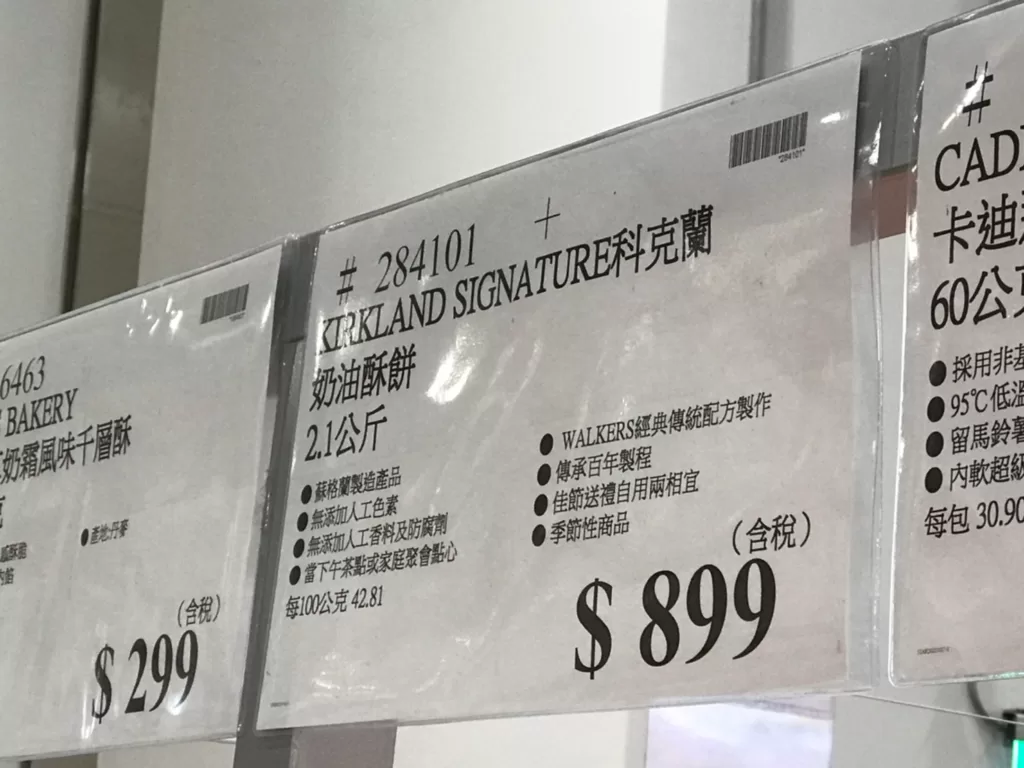 6463
BAKERY
奶霜風味千層酥
產地:丹麥
(含稅)
$ 299
*284101*
+
# 284101
KIRKLAND SIGNATURE科克蘭
奶油酥餅
2.1公斤
● 蘇格蘭製造產品
● 無添加人工色素
● 無添加人工香料及防腐劑
● 當下午茶點或家庭聚會點心
每100公克 42.81
● WALKERS經典傳統配方製作
● 傳承百年製程
● 佳節送禮自用兩相宜
● 季節性商品
(含稅)
$ 899
#
CAD
卡迪
60公
● 採用非基
● 95℃低溫
● 留馬鈴薯
● 內軟超級
每包 30.90